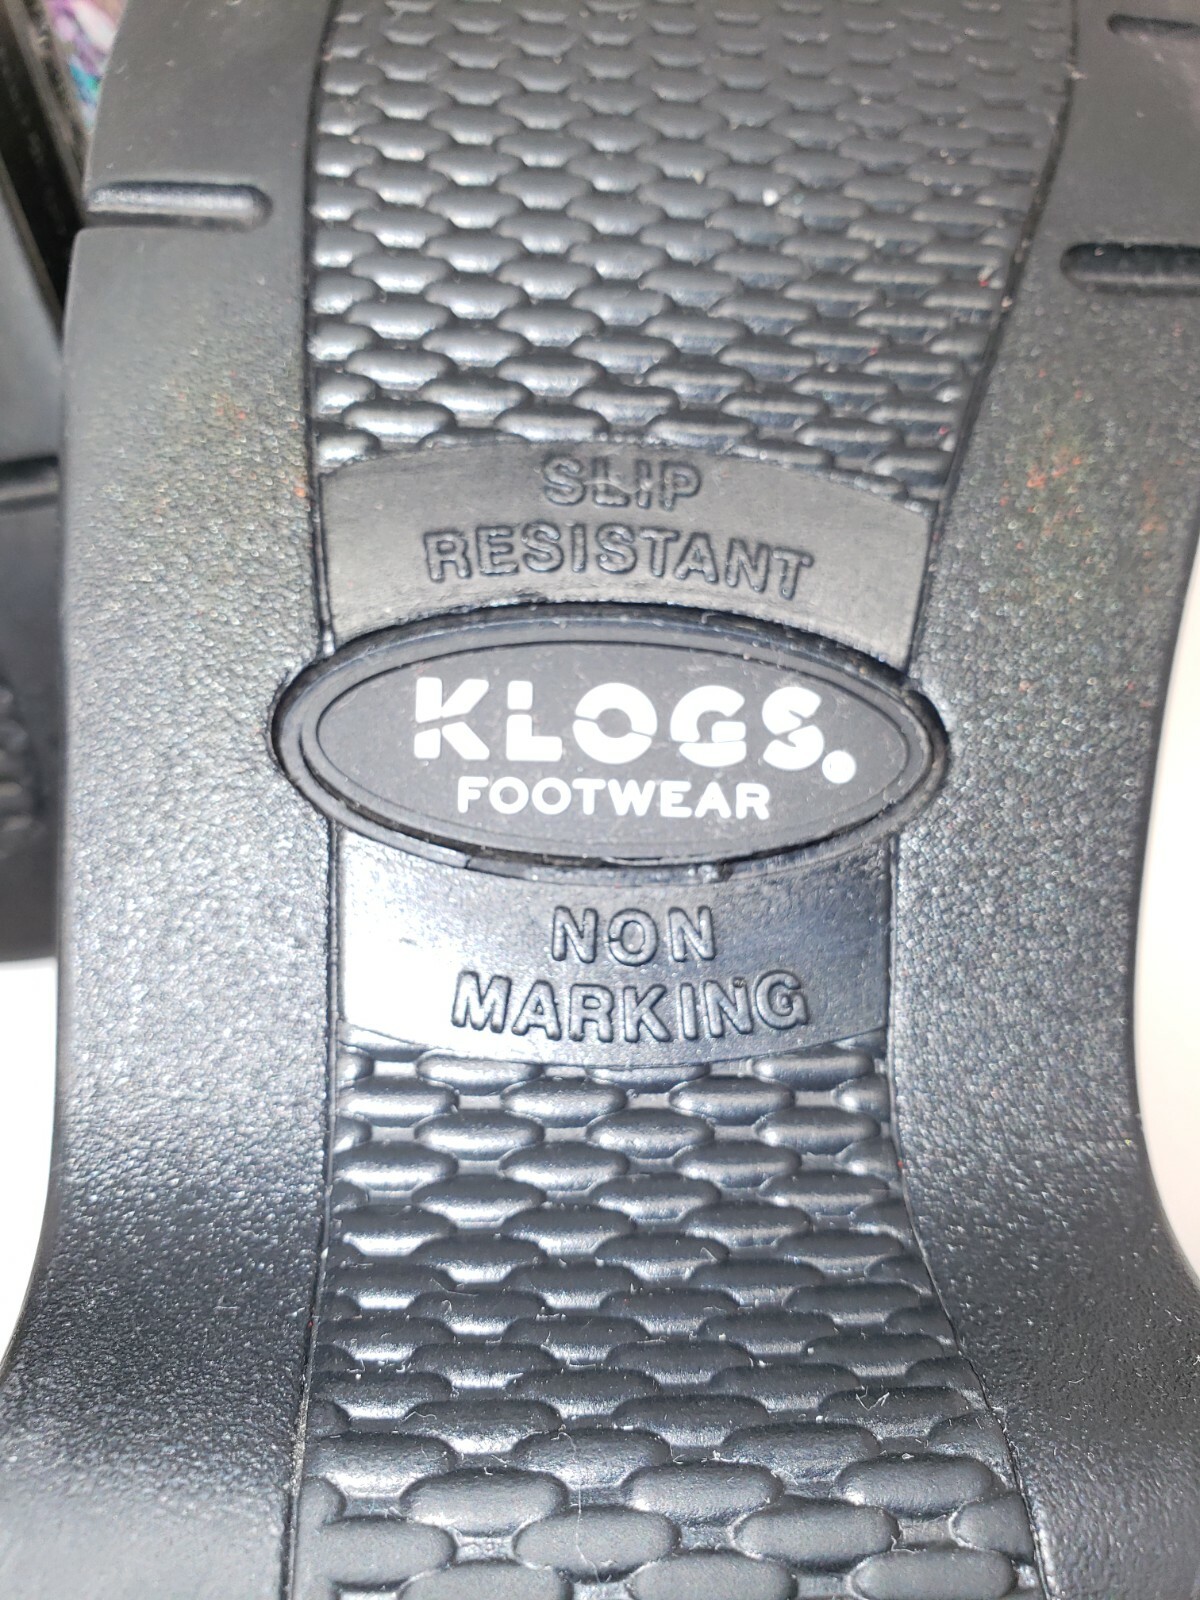 SLIP
RESISTANT
KLOGS.
FOOTWEAR
NON
MARKING